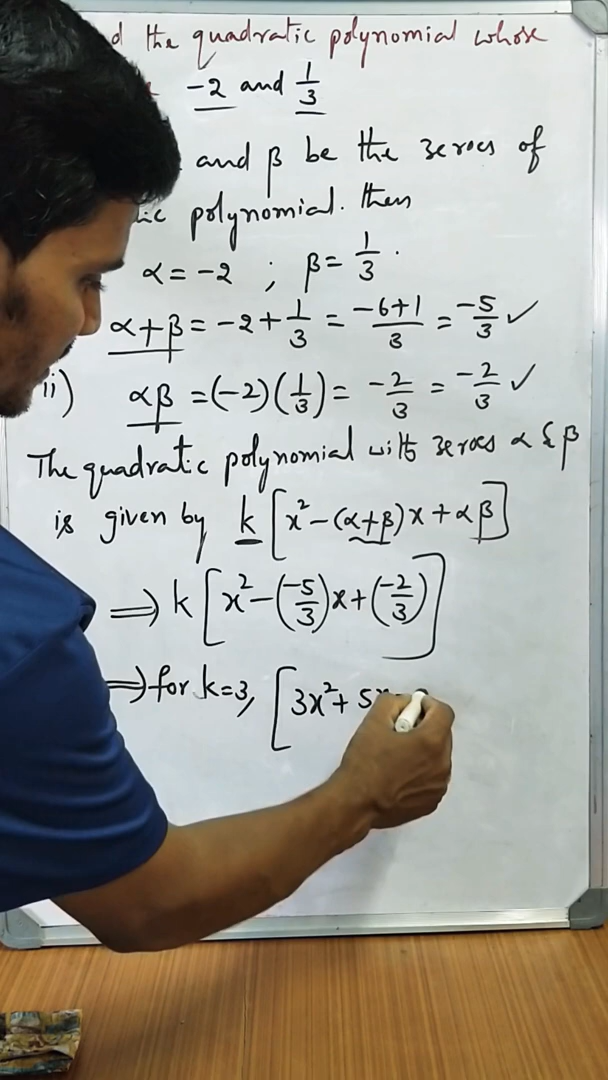 the quadratic polynomial whose
-2 and 1/3
and β be the zeroes of
polynomial. then
α = -2 ; β = 1/3.
α+β = -2 + 1/3 = -6+1/3 = -5/3 ✓
ii) αβ = (-2)(1/3) = -2/3 = -2/3 ✓
The quadratic polynomial with zeroes α & β
is given by k[x²-(α+β)x+αβ]
⟹ k[x²-(-5/3)x+(-2/3)]
⟹ for k=3, [3x²+5x